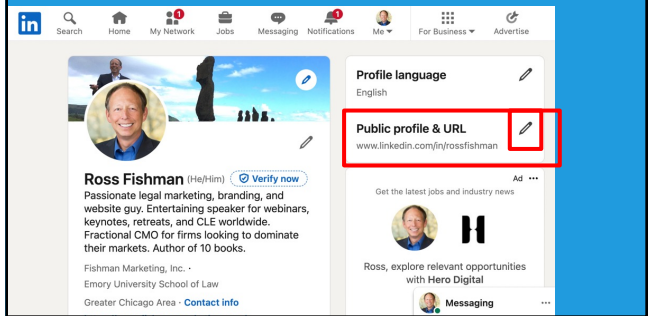 in
Search
Home
1
My Network
Jobs
Messaging
1
Notifications
Me
For Business
Advertise
Ross Fishman (He/Him) Verify now
Passionate legal marketing, branding, and
website guy. Entertaining speaker for webinars,
keynotes, retreats, and CLE worldwide.
Fractional CMO for firms looking to dominate
their markets. Author of 10 books.
Fishman Marketing, Inc. ·
Emory University School of Law
Greater Chicago Area · Contact info
Profile language
English
Public profile & URL
www.linkedin.com/in/rossfishman
Ad ···
Get the latest jobs and industry news
H
Ross, explore relevant opportunities
with Hero Digital
Messaging ···